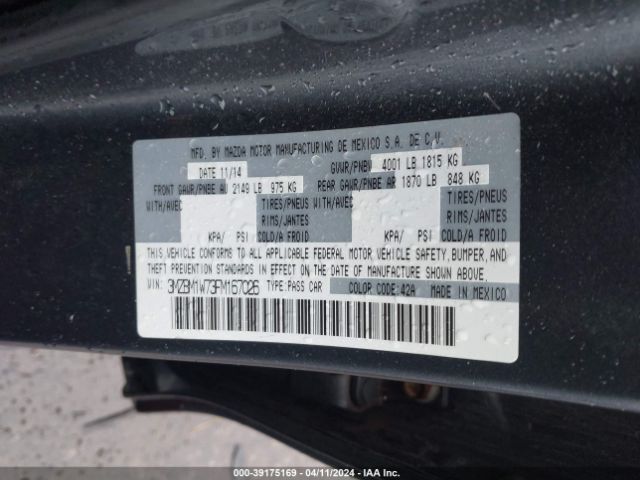 MFD. BY MAZDA MOTOR MANUFACTURING DE MEXICO S.A. DE C.V.
DATE 11/14 GVWR/PNBV 4001 LB 1815 KG
FRONT GAWR/PNBE AV 2149 LB 975 KG REAR GAWR/PNBE AR 1870 LB 848 KG
WITH/AVEC TIRES/PNEUS WITH/AVEC TIRES/PNEUS
RIMS/JANTES RIMS/JANTES
KPA/ PSI COLD/A FROID KPA/ PSI COLD/A FROID
THIS VEHICLE CONFORMS TO ALL APPLICABLE FEDERAL MOTOR VEHICLE SAFETY, BUMPER, AND
THEFT PREVENTION STANDARDS IN EFFECT ON THE DATE OF MANUFACTURE SHOWN ABOVE.
VIN: 3MZBM1W73FM167026 TYPE: PASS CAR COLOR CODE: 42A MADE IN MEXICO
000-39175169 | 04/11/2024 | IAA Inc.